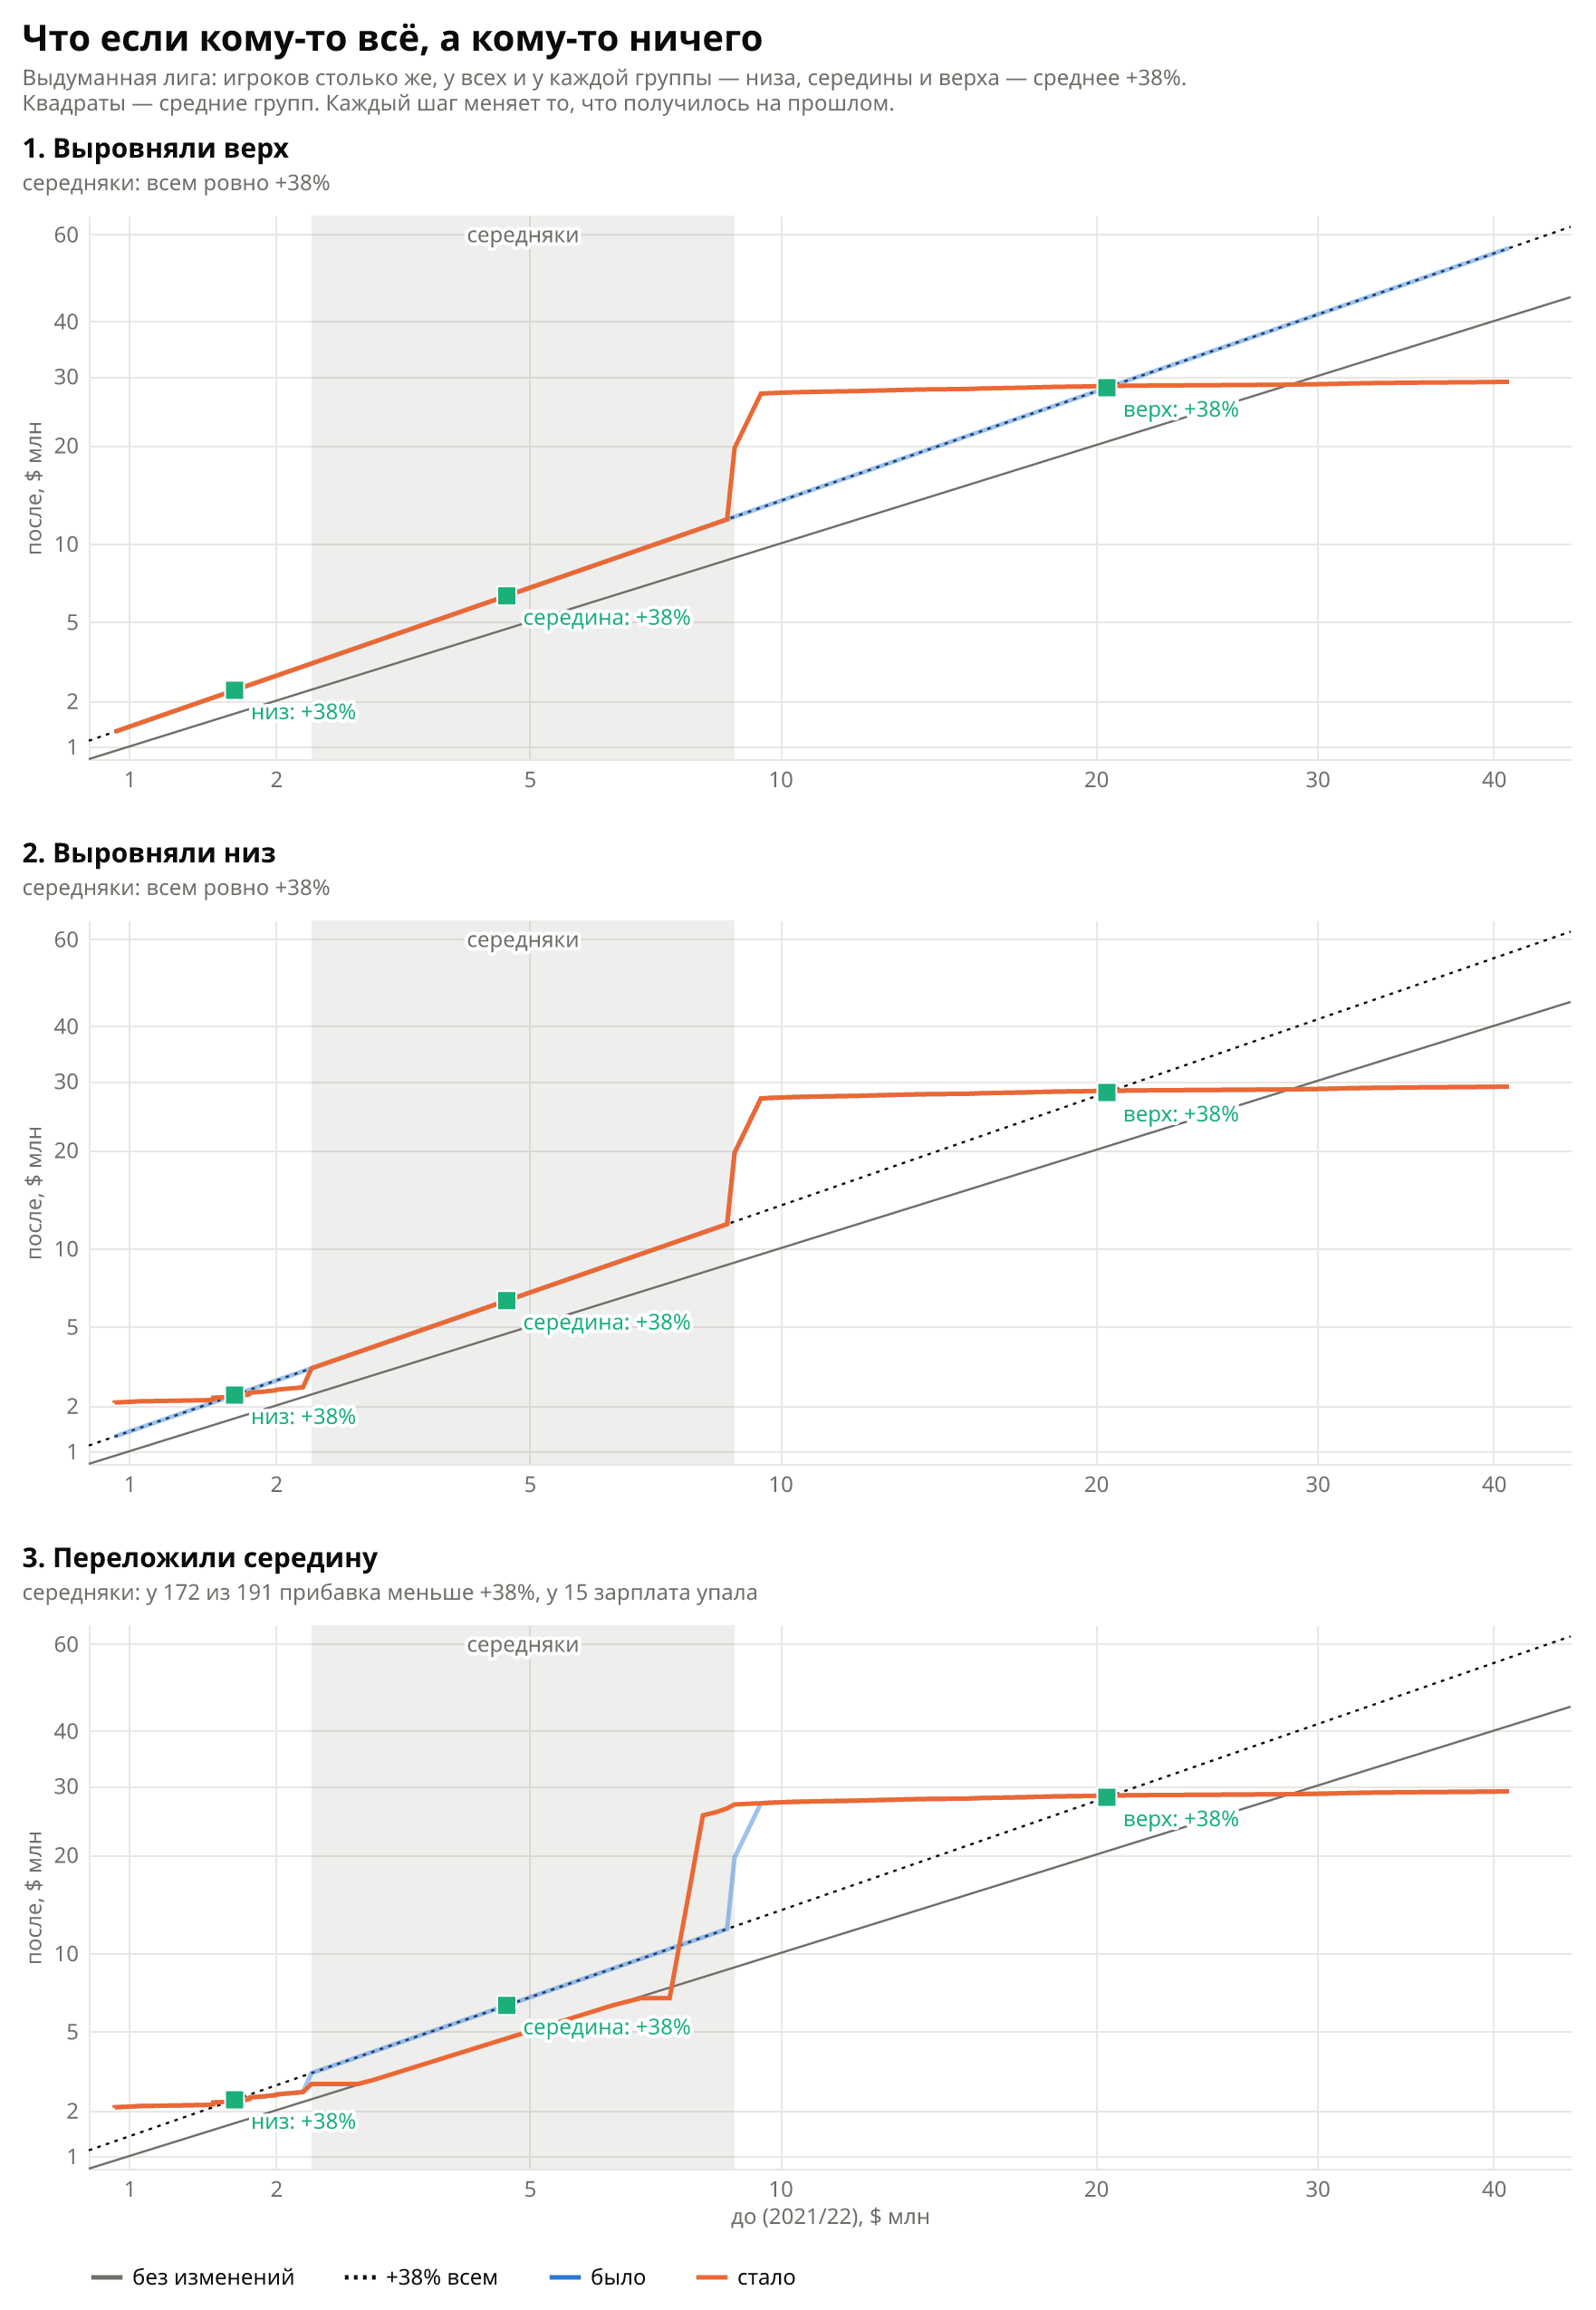 Что если кому-то всё, а кому-то ничего
Выдуманная лига: игроков столько же, у всех и у каждой группы — низа, середины и верха — среднее +38%.
Квадраты — средние групп. Каждый шаг меняет то, что получилось на прошлом.
1. Выровняли верх
середняки: всем ровно +38%
середняки
60
40
30
20
10
5
2
1
после, $ млн
верх: +38%
середина: +38%
низ: +38%
1 2 5 10 20 30 40
2. Выровняли низ
середняки: всем ровно +38%
середняки
60
40
30
20
10
5
2
1
после, $ млн
верх: +38%
середина: +38%
низ: +38%
1 2 5 10 20 30 40
3. Переложили середину
середняки: у 172 из 191 прибавка меньше +38%, у 15 зарплата упала
середняки
60
40
30
20
10
5
2
1
после, $ млн
верх: +38%
середина: +38%
низ: +38%
1 2 5 10 20 30 40
до (2021/22), $ млн
без изменений +38% всем было стало